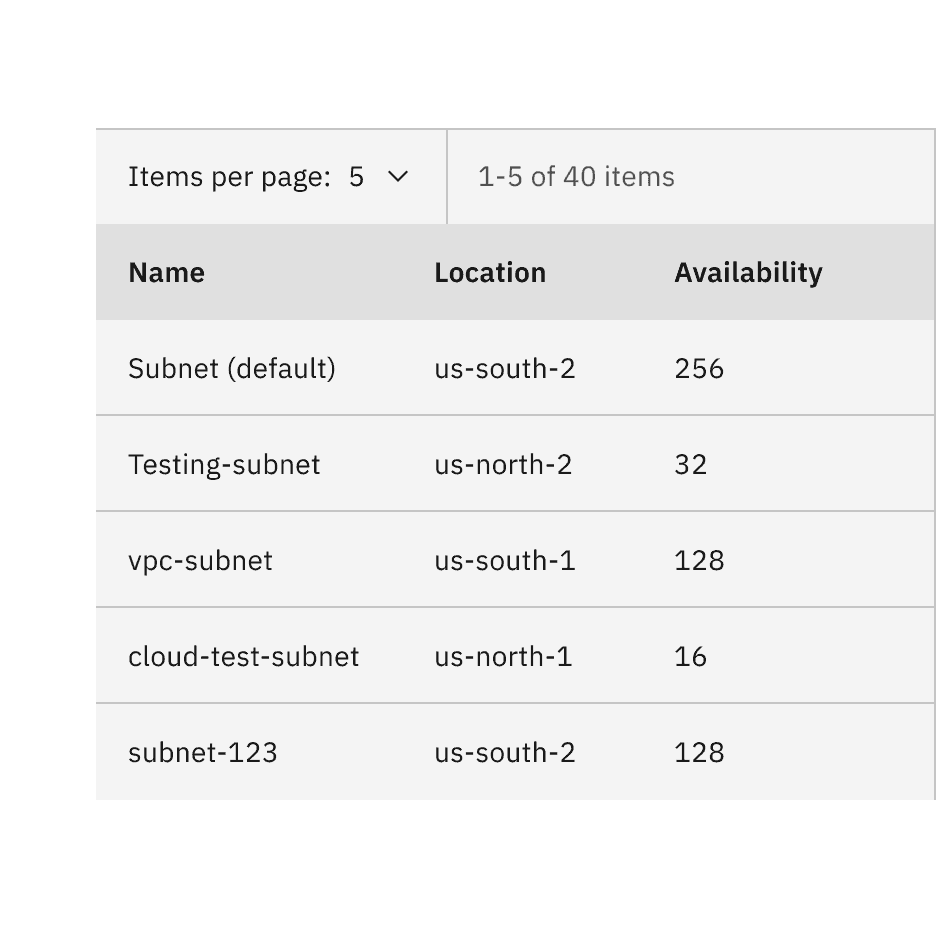 Items per page: 5 1-5 of 40 items
Name Location Availability
Subnet (default) us-south-2 256
Testing-subnet us-north-2 32
vpc-subnet us-south-1 128
cloud-test-subnet us-north-1 16
subnet-123 us-south-2 128